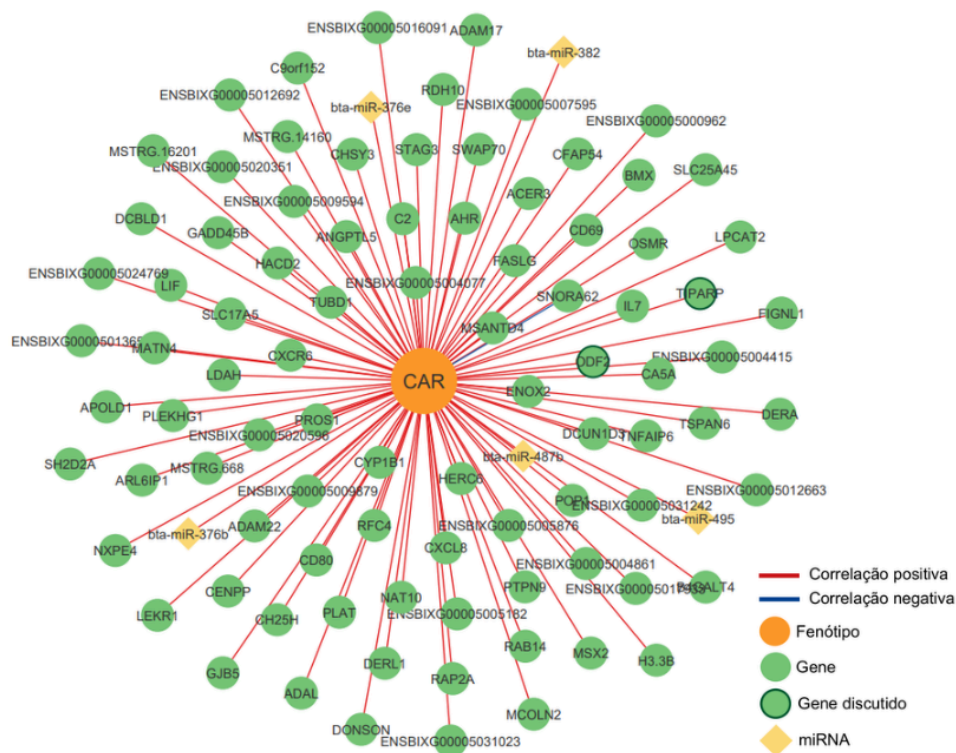 ENSBIXG00005016091
ADAM17
bta-miR-382
C9orf152
RDH10
ENSBIXG00005012692
bta-miR-376e
ENSBIXG00005007595
ENSBIXG00005000962
MSTRG.14160
MSTRG.16201
CHSY3
STAG3
SWAP70
CFAP54
ENSBIXG00005020351
BMX
SLC25A45
ACER3
ENSBIXG00005009594
DCBLD1
C2
AHR
GADD45B
ANGPTL5
CD69
OSMR
LPCAT2
HACD2
FASLG
ENSBIXG00005024769
LIF
ENSBIXG00005004077
SNORA62
TIPARP
TUBD1
IL7
SLC17A5
FIGNL1
MSANTD4
MATN4
CXCR6
ODF2
ENSBIXG00005004415
LDAH
CAR
CA5A
ENOX2
APOLD1
PLEKHG1
PROS1
DERA
TSPAN6
ENSBIXG00005020596
DCUN1D3
TNFAIP6
SH2D2A
MSTRG.668
CYP1B1
bta-miR-487b
ARL6IP1
HERC6
ENSBIXG00005009879
POP1
ENSBIXG00005031242
ENSBIXG00005012663
bta-miR-376b
ADAM22
RFC4
ENSBIXG00005005876
bta-miR-495
NXPE4
CXCL8
CD80
ENSBIXG00005004861
CENPP
NAT10
PTPN9
B4GALT4
LEKR1
CH25H
PLAT
ENSBIXG00005005182
RAB14
MSX2
H3.3B
GJB5
DERL1
RAP2A
ADAL
MCOLN2
DONSON
ENSBIXG00005031023
Correlação positiva
Correlação negativa
Fenótipo
Gene
Gene discutido
miRNA